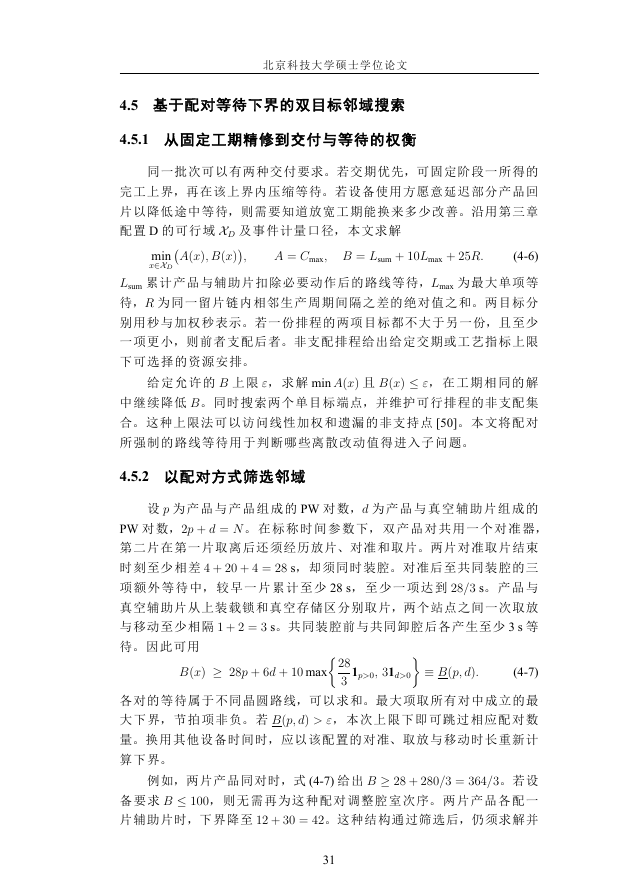 北京科技大学硕士学位论文
4.5 基于配对等待下界的双目标邻域搜索
4.5.1 从固定工期精修到交付与等待的权衡
同一批次可以有两种交付要求。若交期优先，可固定阶段一所得的
完工上界，再在该上界内压缩等待。若设备使用方愿意延迟部分产品回
片以降低途中等待，则需要知道放宽工期能换来多少改善。沿用第三章
配置 D 的可行域 𝒳_D 及事件计量口径，本文求解
min_{x∈𝒳_D} (A(x), B(x)), A = C_max, B = L_sum + 10L_max + 25R. (4-6)
L_sum 累计产品与辅助片扣除必要动作后的路线等待，L_max 为最大单项等
待，R 为同一留片链内相邻生产周期间隔之差的绝对值之和。两目标分
别用秒与加权秒表示。若一份排程的两项目标都不大于另一份，且至少
一项更小，则前者支配后者。非支配排程给出给定交期或工艺指标上限
下可选择的资源安排。
给定允许的 B 上限 ε，求解 min A(x) 且 B(x) ≤ ε，在工期相同的解
中继续降低 B。同时搜索两个单目标端点，并维护可行排程的非支配集
合。这种上限法可以访问线性加权和遗漏的非支持点 [50]。本文将配对
所强制的路线等待用于判断哪些离散改动值得进入子问题。
4.5.2 以配对方式筛选邻域
设 p 为产品与产品组成的 PW 对数，d 为产品与真空辅助片组成的
PW 对数，2p + d = N。在标称时间参数下，双产品对共用一个对准器，
第二片在第一片取离后还须经历放片、对准和取片。两片对准取片结束
时刻至少相差 4 + 20 + 4 = 28 s，却须同时装腔。对准后至共同装腔的三
项额外等待中，较早一片累计至少 28 s，至少一项达到 28/3 s。产品与
真空辅助片从上装载锁和真空存储区分别取片，两个站点之间一次取放
与移动至少相隔 1 + 2 = 3 s。共同装腔前与共同卸腔后各产生至少 3 s 等
待。因此可用
B(x) ≥ 28p + 6d + 10 max{28/3 1_{p>0}, 31_{d>0}} ≡ B(p, d). (4-7)
各对的等待属于不同晶圆路线，可以求和。最大项取所有对中成立的最
大下界，节拍项非负。若 B(p, d) > ε，本次上限下即可跳过相应配对数
量。换用其他设备时间时，应以该配置的对准、取放与移动时长重新计
算下界。
例如，两片产品同对时，式 (4-7) 给出 B ≥ 28 + 280/3 = 364/3。若设
备要求 B ≤ 100，则无需再为这种配对调整腔室次序。两片产品各配一
片辅助片时，下界降至 12 + 30 = 42。这种结构通过筛选后，仍须求解并
31